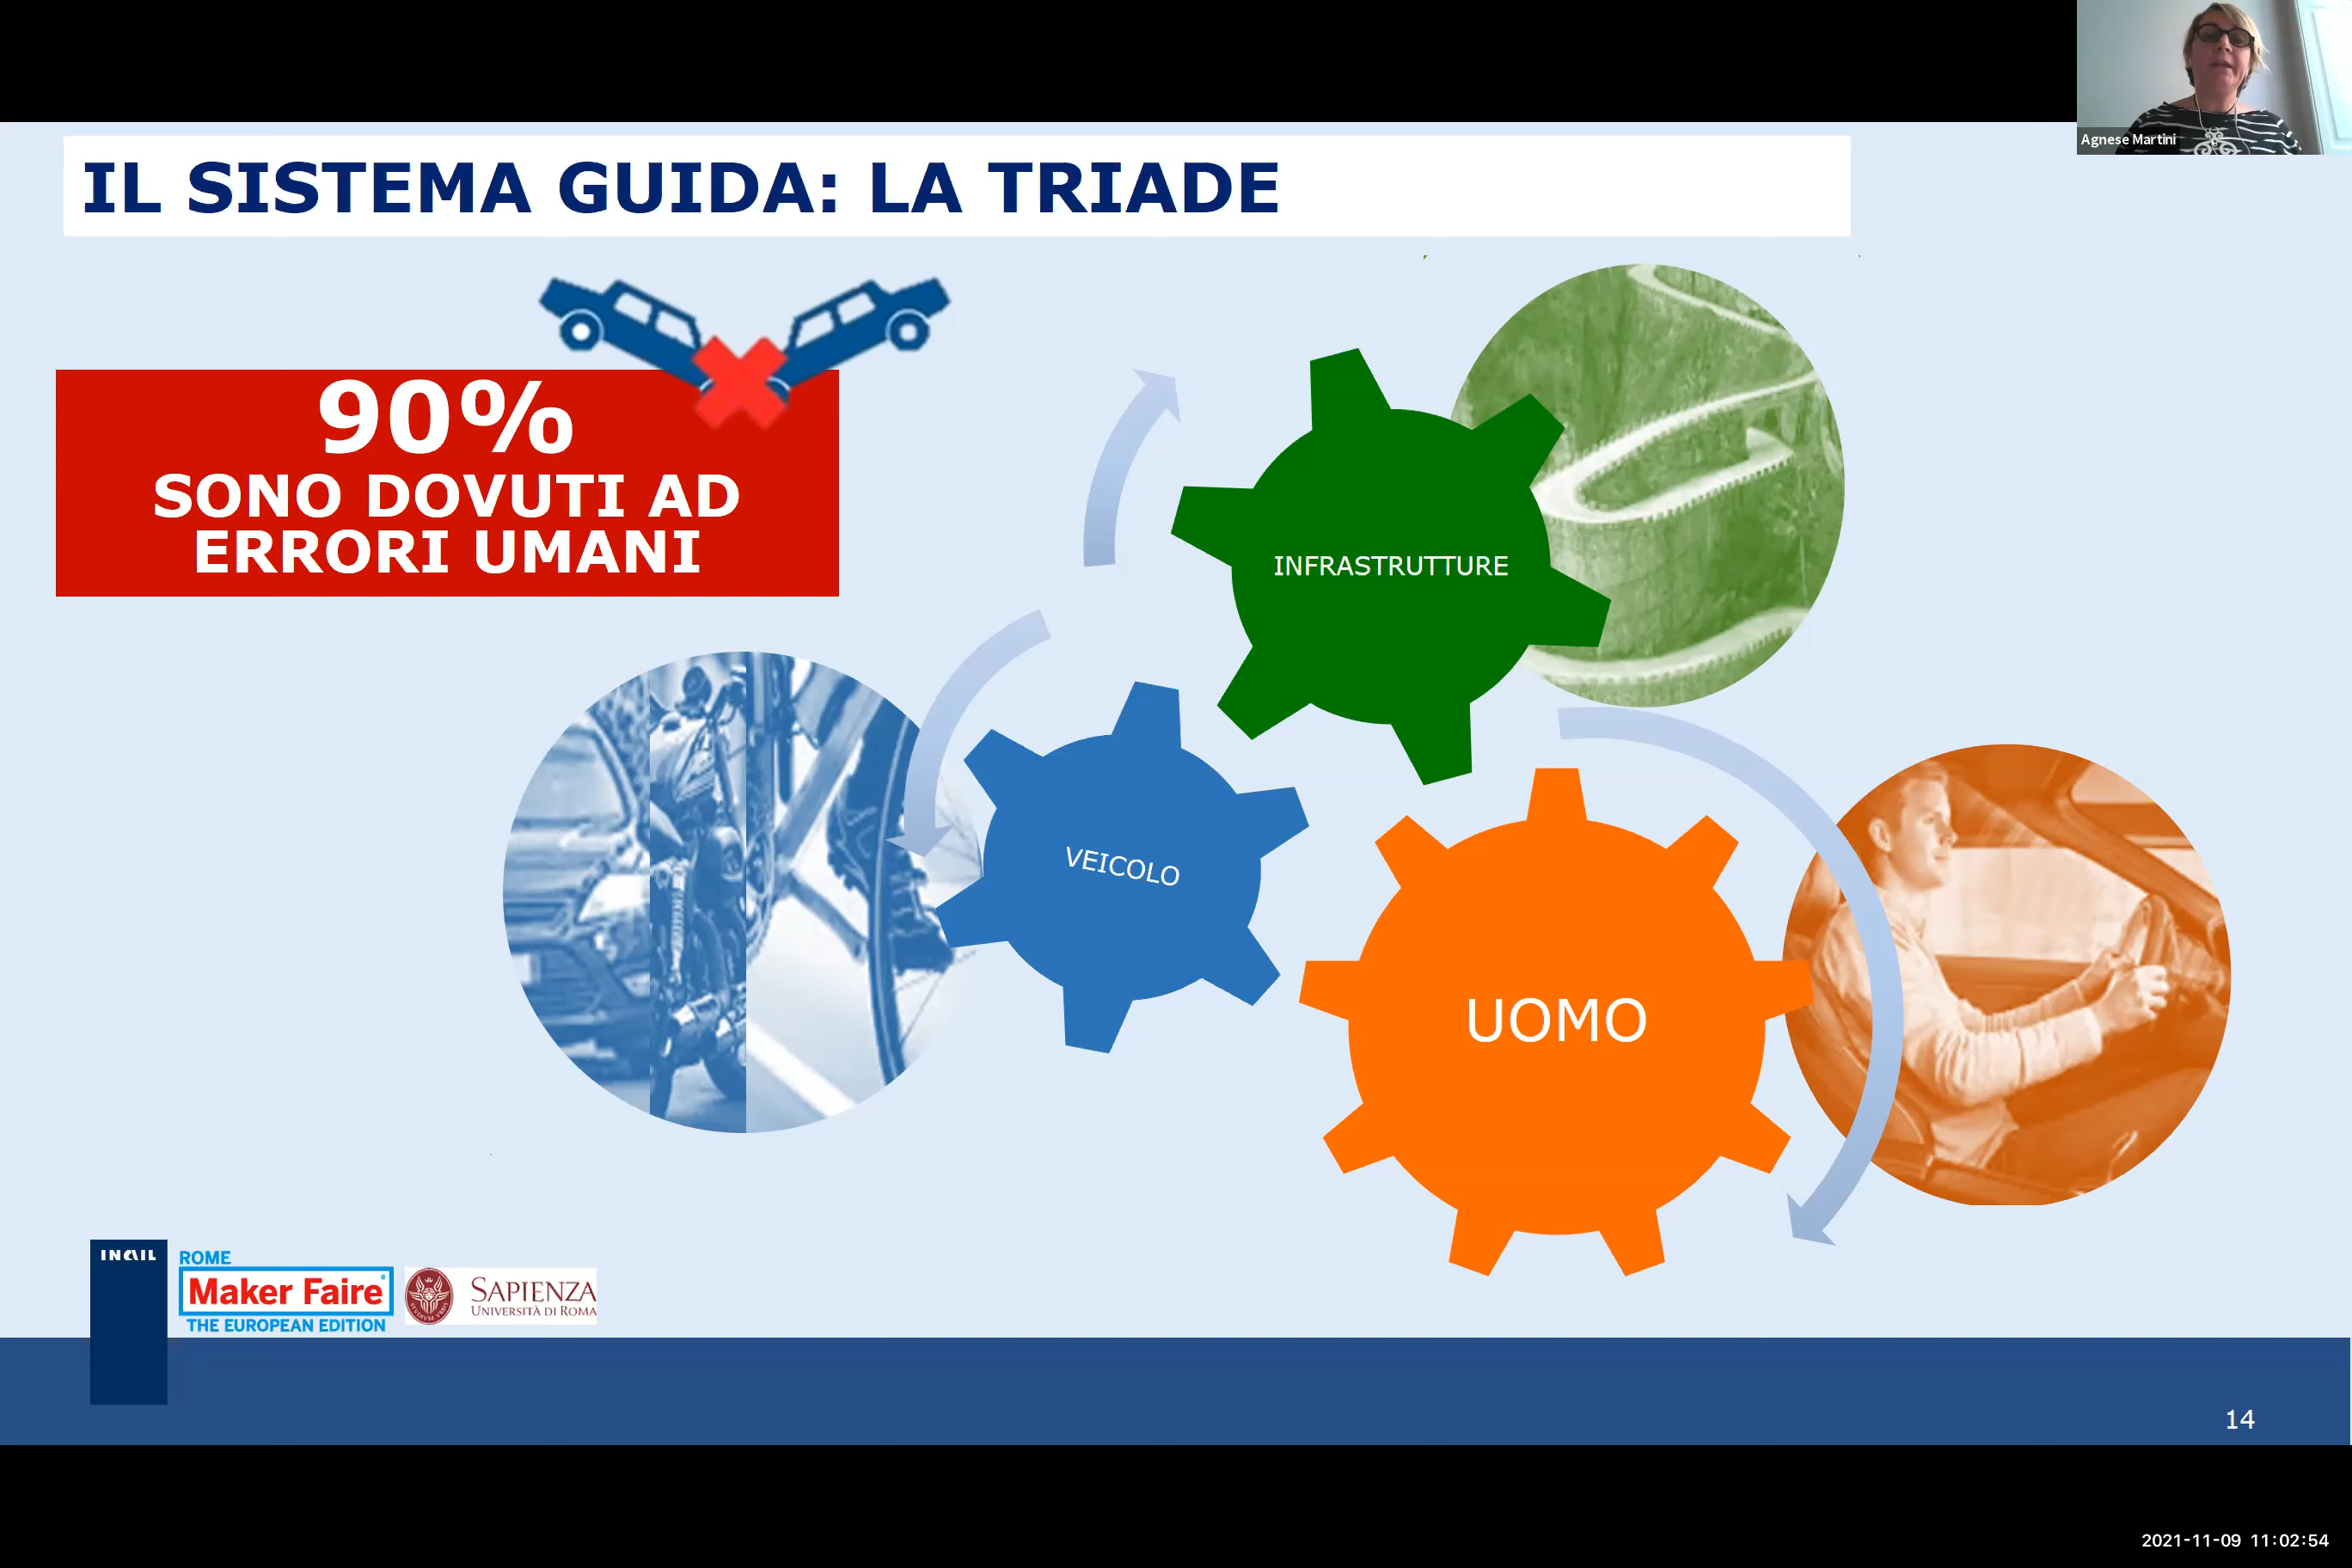 Agnese Martini
IL SISTEMA GUIDA: LA TRIADE
90%
SONO DOVUTI AD
ERRORI UMANI
INFRASTRUTTURE
VEICOLO
UOMO
INAIL
ROME
Maker Faire
THE EUROPEAN EDITION
SAPIENZA
UNIVERSITÀ DI ROMA
14
2021-11-09 11:02:54